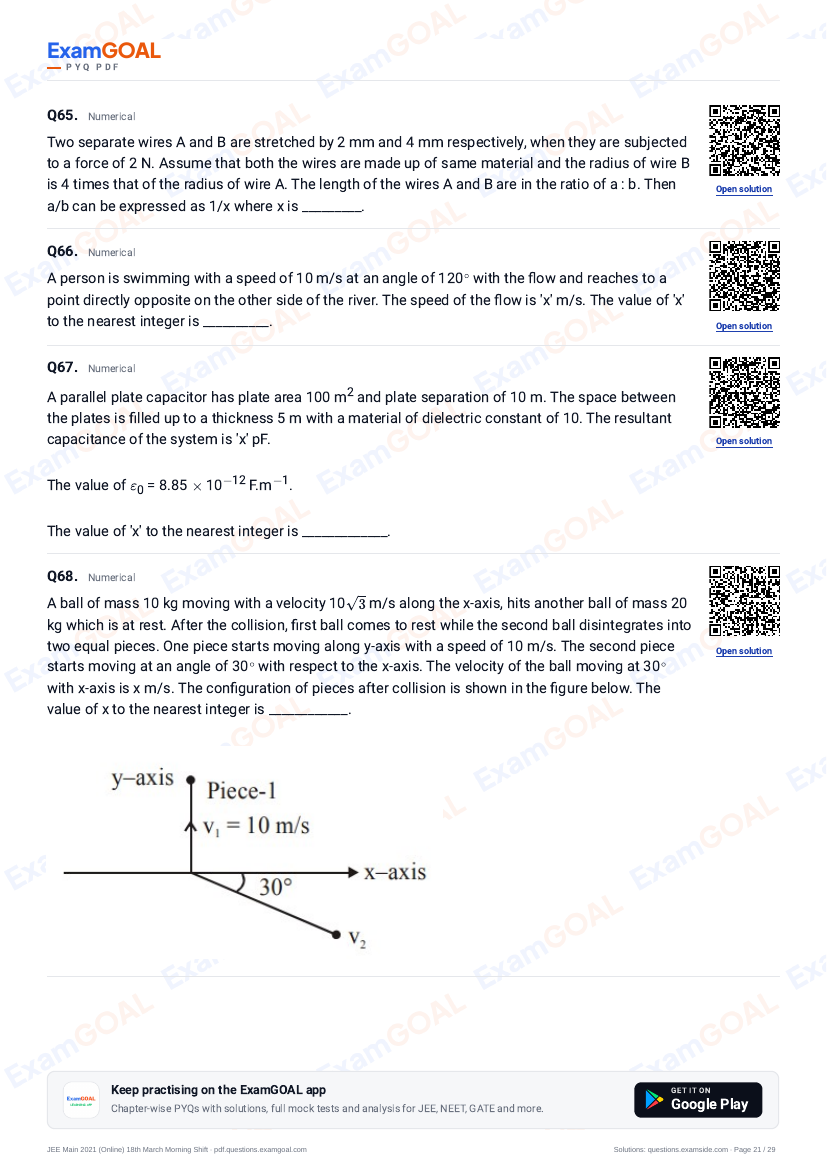 ExamGOAL
PYQ PDF
Q65. Numerical
Two separate wires A and B are stretched by 2 mm and 4 mm respectively, when they are subjected
to a force of 2 N. Assume that both the wires are made up of same material and the radius of wire B
is 4 times that of the radius of wire A. The length of the wires A and B are in the ratio of a : b. Then
a/b can be expressed as 1/x where x is _________.
Open solution
Q66. Numerical
A person is swimming with a speed of 10 m/s at an angle of 120° with the flow and reaches to a
point directly opposite on the other side of the river. The speed of the flow is 'x' m/s. The value of 'x'
to the nearest integer is __________.
Open solution
Q67. Numerical
A parallel plate capacitor has plate area 100 m² and plate separation of 10 m. The space between
the plates is filled up to a thickness 5 m with a material of dielectric constant of 10. The resultant
capacitance of the system is 'x' pF.
The value of ε₀ = 8.85 × 10⁻¹² F.m⁻¹.
The value of 'x' to the nearest integer is _____________.
Open solution
Q68. Numerical
A ball of mass 10 kg moving with a velocity 10√3 m/s along the x-axis, hits another ball of mass 20
kg which is at rest. After the collision, first ball comes to rest while the second ball disintegrates into
two equal pieces. One piece starts moving along y-axis with a speed of 10 m/s. The second piece
starts moving at an angle of 30° with respect to the x-axis. The velocity of the ball moving at 30°
with x-axis is x m/s. The configuration of pieces after collision is shown in the figure below. The
value of x to the nearest integer is ____________.
Open solution
y–axis
Piece-1
v₁ = 10 m/s
x–axis
30°
v₂
Keep practising on the ExamGOAL app
Chapter-wise PYQs with solutions, full mock tests and analysis for JEE, NEET, GATE and more.
GET IT ON
Google Play
JEE Main 2021 (Online) 18th March Morning Shift · pdf.questions.examgoal.com
Solutions: questions.examside.com · Page 21 / 29